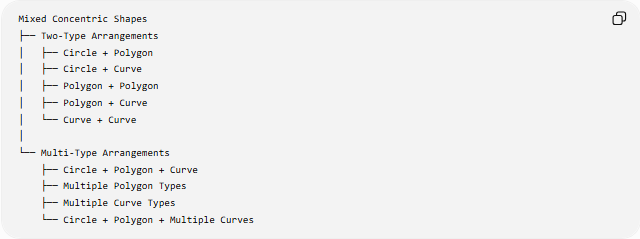 Mixed Concentric Shapes
├── Two-Type Arrangements
│   ├── Circle + Polygon
│   ├── Circle + Curve
│   ├── Polygon + Polygon
│   ├── Polygon + Curve
│   └── Curve + Curve
│
└── Multi-Type Arrangements
    ├── Circle + Polygon + Curve
    ├── Multiple Polygon Types
    ├── Multiple Curve Types
    └── Circle + Polygon + Multiple Curves